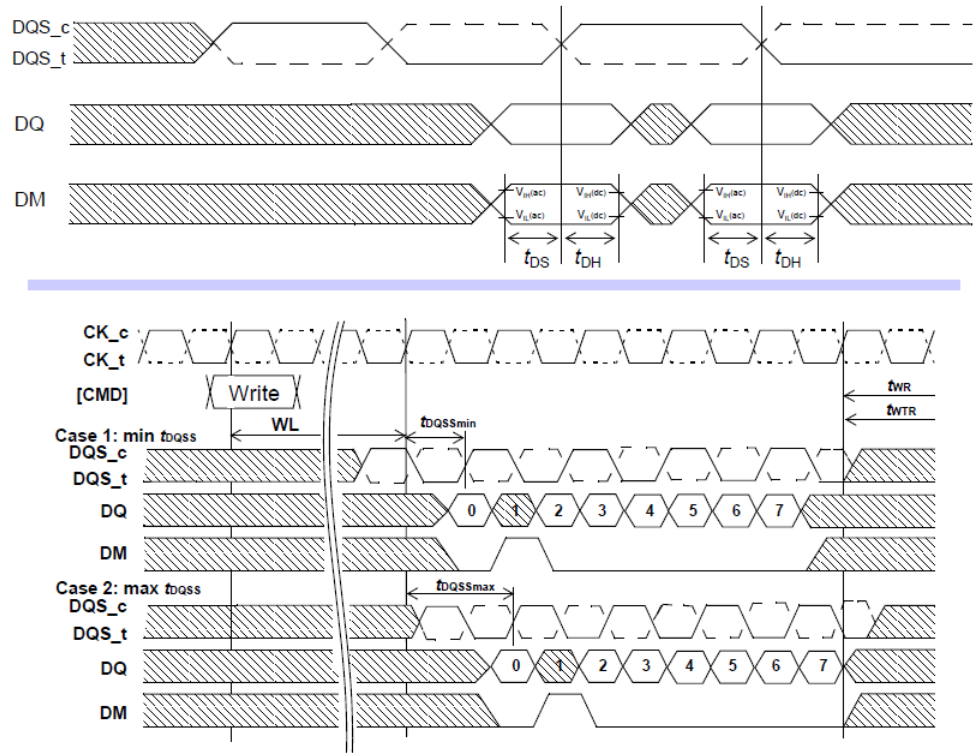 DQS_c
DQS_t
DQ
DM
VIH(ac) VIH(dc) VIH(ac) VIH(dc)
VIL(ac) VIL(dc) VIL(ac) VIL(dc)
tDS tDH tDS tDH
CK_c
CK_t
[CMD] Write tWR
WL tDQSSmin tWTR
Case 1: min tDQSS
DQS_c
DQS_t
DQ 0 1 2 3 4 5 6 7
DM
Case 2: max tDQSS tDQSSmax
DQS_c
DQS_t
DQ 0 1 2 3 4 5 6 7
DM